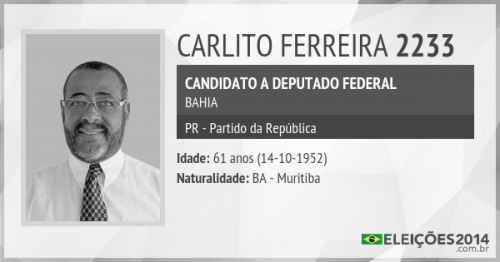 CARLITO FERREIRA 2233
CANDIDATO A DEPUTADO FEDERAL
BAHIA
PR - Partido da República
Idade: 61 anos (14-10-1952)
Naturalidade: BA - Muritiba
ELEIÇÕES2014
.com.br